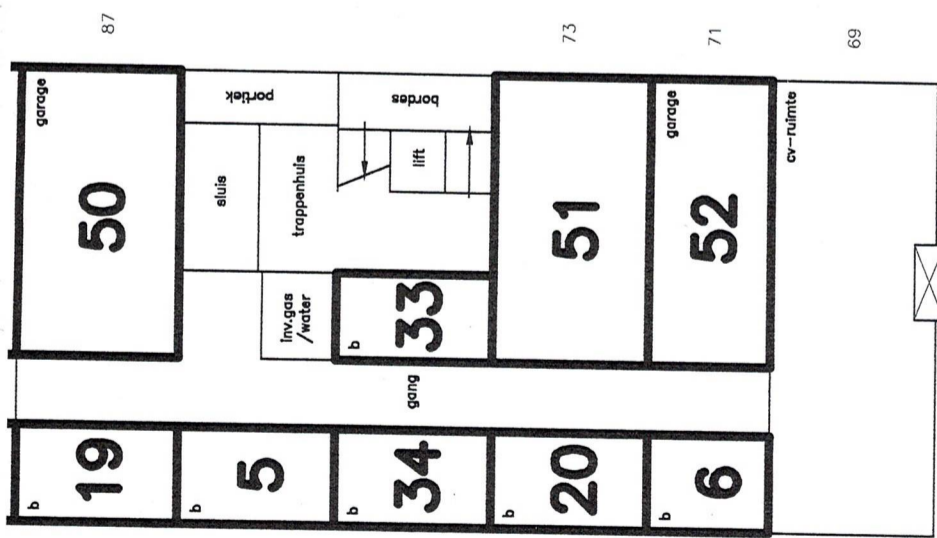 87
73
71
69
garage
50
portiek
sluis
trappenhuis
bordes
lift
51
garage
52
cv-ruimte
inv.gas
/water
b
33
gang
b
19
b
5
b
34
b
20
b
6